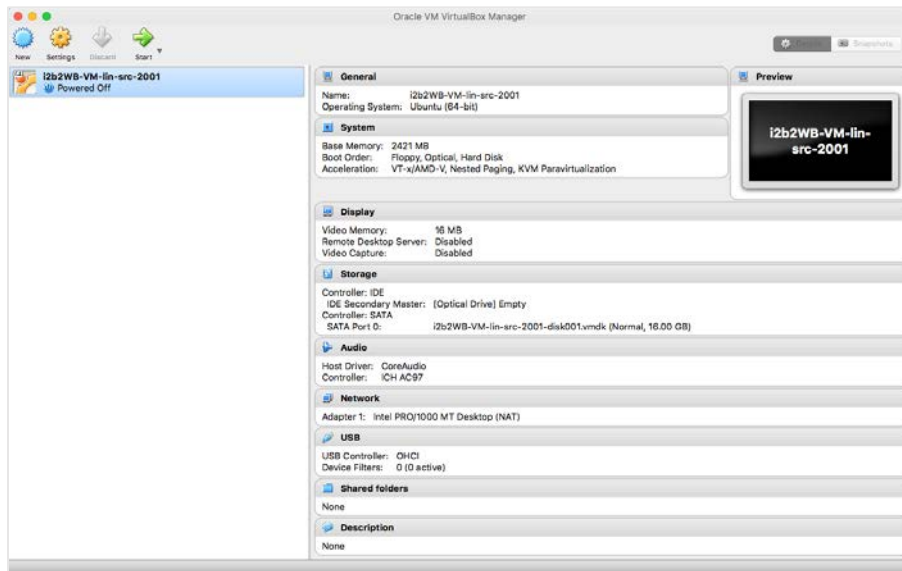 Oracle VM VirtualBox Manager
New Settings Discard Start
Details Snapshots
i2b2WB-VM-lin-src-2001
Powered Off
General
Name: i2b2WB-VM-lin-src-2001
Operating System: Ubuntu (64-bit)
System
Base Memory: 2421 MB
Boot Order: Floppy, Optical, Hard Disk
Acceleration: VT-x/AMD-V, Nested Paging, KVM Paravirtualization
Preview
i2b2WB-VM-lin-
src-2001
Display
Video Memory: 16 MB
Remote Desktop Server: Disabled
Video Capture: Disabled
Storage
Controller: IDE
IDE Secondary Master: [Optical Drive] Empty
Controller: SATA
SATA Port 0: i2b2WB-VM-lin-src-2001-disk001.vmdk (Normal, 16.00 GB)
Audio
Host Driver: CoreAudio
Controller: ICH AC97
Network
Adapter 1: Intel PRO/1000 MT Desktop (NAT)
USB
USB Controller: OHCI
Device Filters: 0 (0 active)
Shared folders
None
Description
None